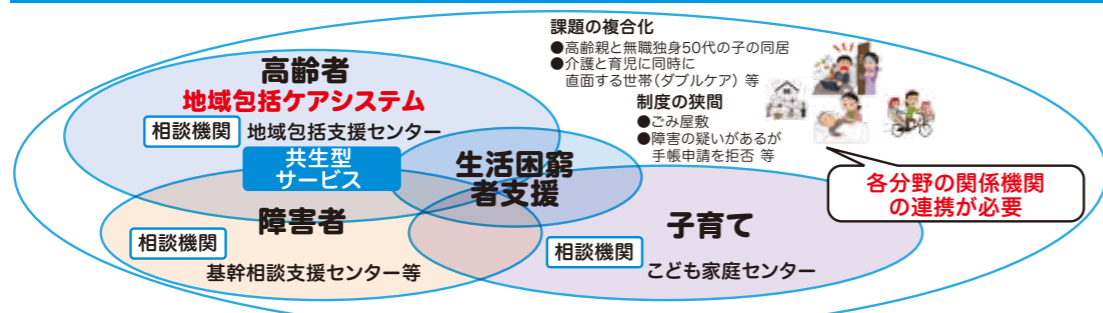 課題の複合化
●高齢親と無職独身50代の子の同居
●介護と育児に同時に
直面する世帯(ダブルケア) 等
制度の狭間
●ごみ屋敷
●障害の疑いがあるが
手帳申請を拒否 等
各分野の関係機関
の連携が必要
高齢者
地域包括ケアシステム
相談機関 地域包括支援センター
共生型
サービス
生活困窮
者支援
障害者
相談機関
基幹相談支援センター等
子育て
相談機関
こども家庭センター